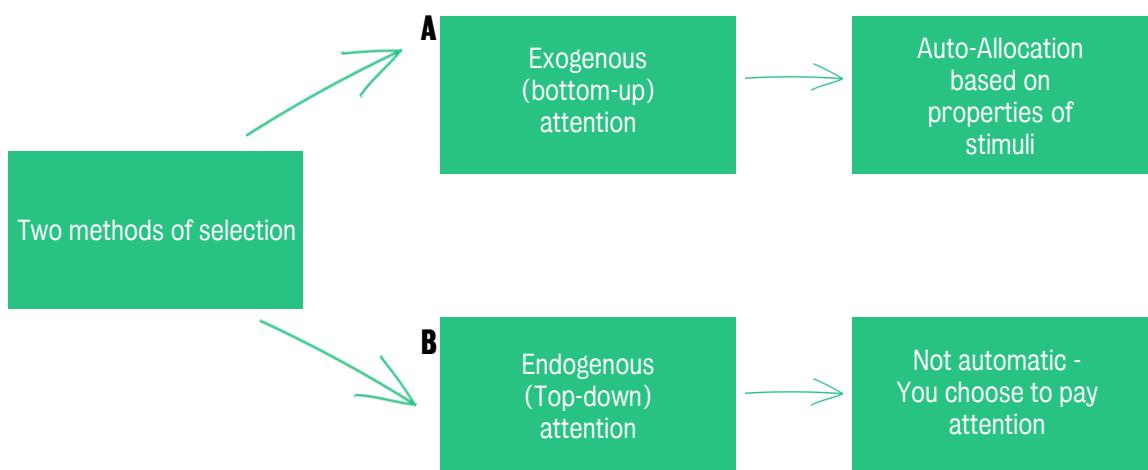 A
Exogenous
(bottom-up)
attention
Auto-Allocation
based on
properties of
stimuli
Two methods of selection
B
Endogenous
(Top-down)
attention
Not automatic -
You choose to pay
attention